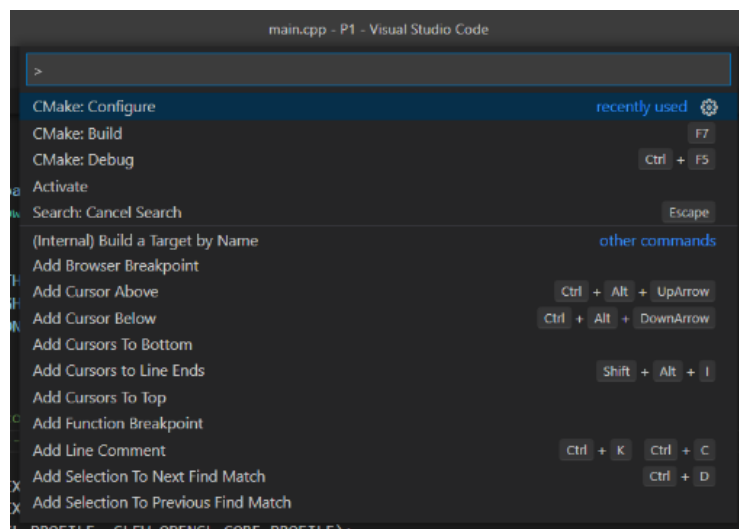 main.cpp - P1 - Visual Studio Code
>
CMake: Configure recently used
CMake: Build F7
CMake: Debug Ctrl + F5
Activate
Search: Cancel Search Escape
(Internal) Build a Target by Name other commands
Add Browser Breakpoint
Add Cursor Above Ctrl + Alt + UpArrow
Add Cursor Below Ctrl + Alt + DownArrow
Add Cursors To Bottom
Add Cursors to Line Ends Shift + Alt + I
Add Cursors To Top
Add Function Breakpoint
Add Line Comment Ctrl + K Ctrl + C
Add Selection To Next Find Match Ctrl + D
Add Selection To Previous Find Match